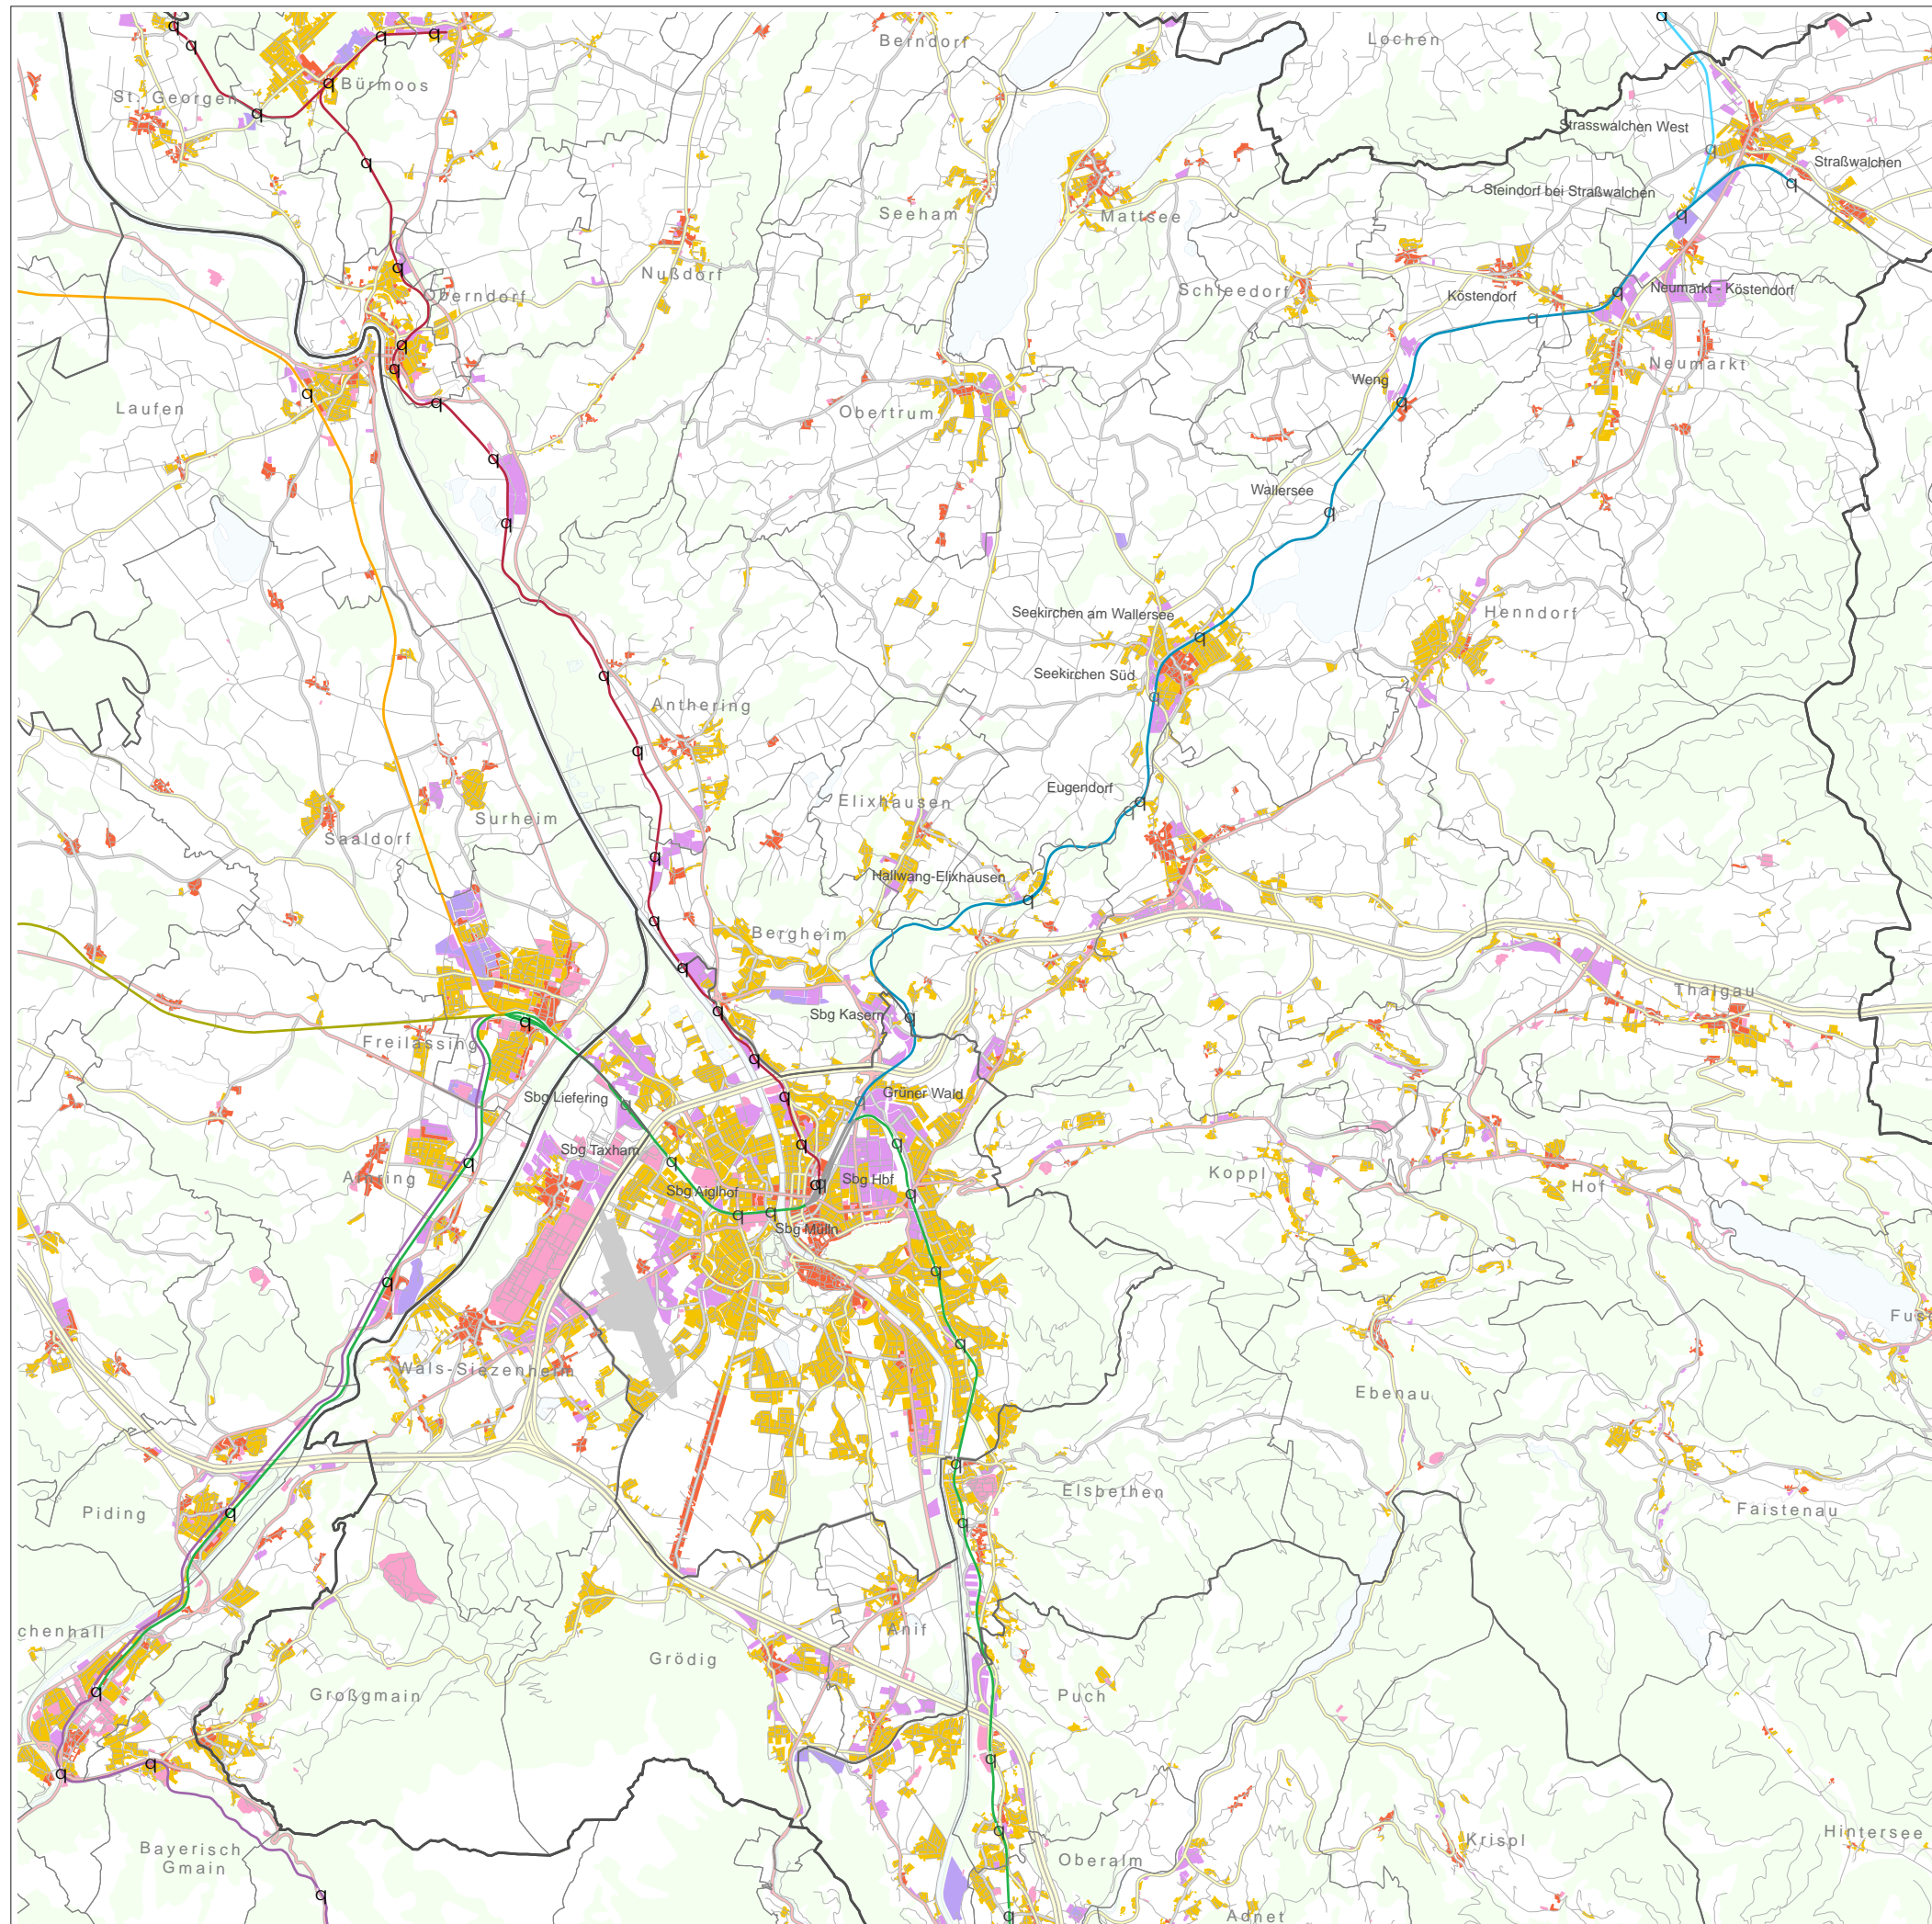 Berndorf
Lochen
Bürmoos
St. Georgen
Strasswalchen West
Straßwalchen
Steindorf bei Straßwalchen
Seeham
Mattsee
Nußdorf
Oberndorf
Schleedorf
Köstendorf
Neumarkt - Köstendorf
Neumarkt
Weng
Laufen
Obertrum
Wallersee
Seekirchen am Wallersee
Henndorf
Seekirchen Süd
Anthering
Eugendorf
Elixhausen
Surheim
Saaldorf
Hallwang-Elixhausen
Bergheim
Thalgau
Sbg Kasern
Freilassing
Sbg Liefering
Grüner Wald
Sbg Taxham
Ainring
Sbg Aiglhof
Sbg Hbf
Koppl
Hof
Sbg Mülln
Fusc
Wals-Siezenheim
Ebenau
Elsbethen
Piding
Faistenau
chenhall
Anif
Grödig
Großgmain
Puch
Bayerisch
Gmain
Oberalm
Krispl
Hintersee
Adnet